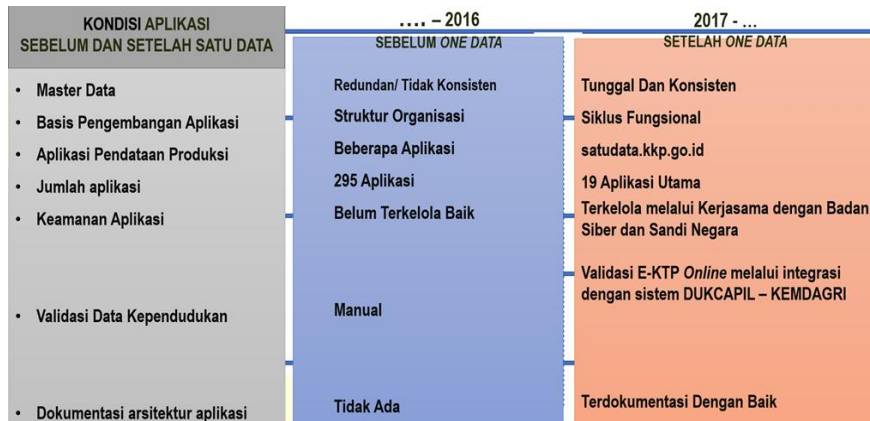 KONDISI APLIKASI
SEBELUM DAN SETELAH SATU DATA
.... – 2016
SEBELUM ONE DATA
2017 - ...
SETELAH ONE DATA
• Master Data
Redundan/ Tidak Konsisten
Tunggal Dan Konsisten
• Basis Pengembangan Aplikasi
Struktur Organisasi
Siklus Fungsional
• Aplikasi Pendataan Produksi
Beberapa Aplikasi
satudata.kkp.go.id
• Jumlah aplikasi
295 Aplikasi
19 Aplikasi Utama
• Keamanan Aplikasi
Belum Terkelola Baik
Terkelola melalui Kerjasama dengan Badan
Siber dan Sandi Negara
• Validasi Data Kependudukan
Manual
Validasi E-KTP Online melalui integrasi
dengan sistem DUKCAPIL – KEMDAGRI
• Dokumentasi arsitektur aplikasi
Tidak Ada
Terdokumentasi Dengan Baik